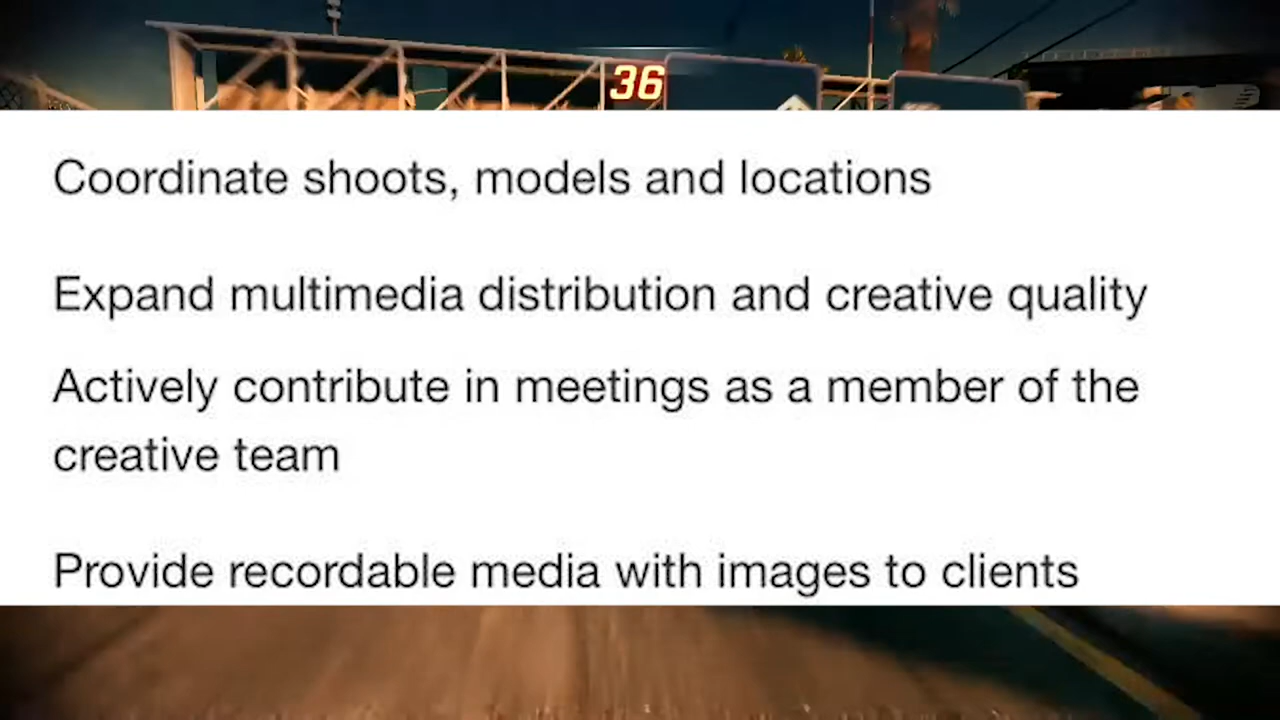 36
Coordinate shoots, models and locations
Expand multimedia distribution and creative quality
Actively contribute in meetings as a member of the
creative team
Provide recordable media with images to clients